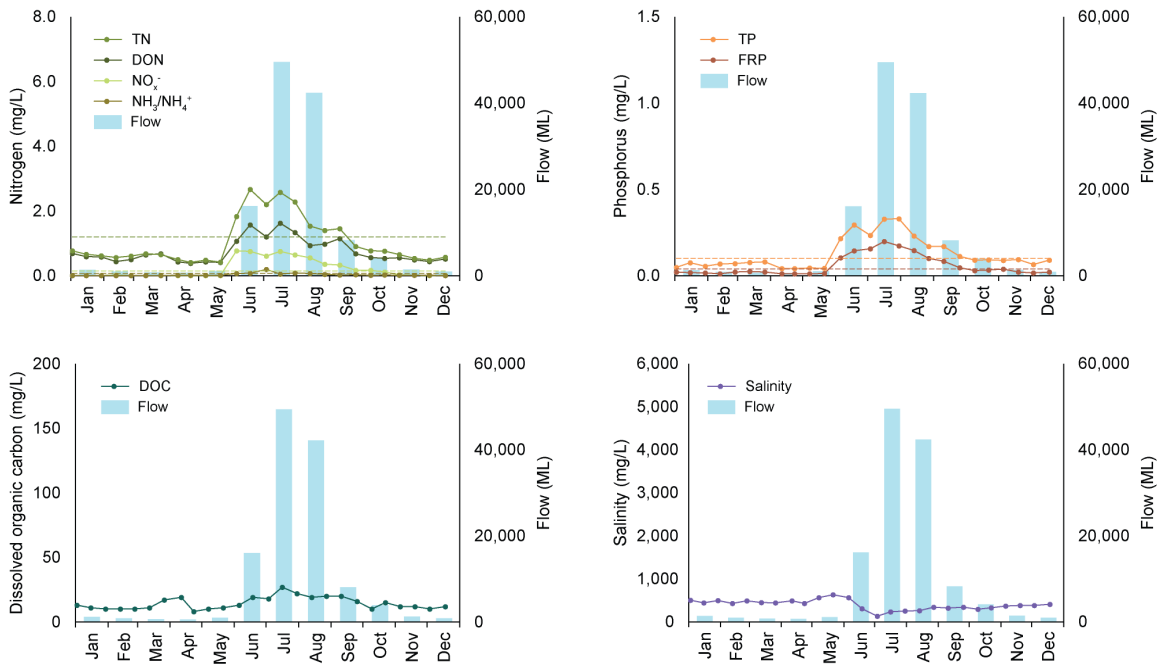 8.0
6.0
4.0
2.0
0.0
Nitrogen (mg/L)
TN
DON
NOₓ⁻
NH₃/NH₄⁺
Flow
60,000
40,000
20,000
0
Flow (ML)
Jan Feb Mar Apr May Jun Jul Aug Sep Oct Nov Dec
1.5
1.0
0.5
0.0
Phosphorus (mg/L)
TP
FRP
Flow
60,000
40,000
20,000
0
Flow (ML)
Jan Feb Mar Apr May Jun Jul Aug Sep Oct Nov Dec
200
150
100
50
0
Dissolved organic carbon (mg/L)
DOC
Flow
60,000
40,000
20,000
0
Flow (ML)
Jan Feb Mar Apr May Jun Jul Aug Sep Oct Nov Dec
6,000
5,000
4,000
3,000
2,000
1,000
0
Salinity (mg/L)
Salinity
Flow
60,000
40,000
20,000
0
Flow (ML)
Jan Feb Mar Apr May Jun Jul Aug Sep Oct Nov Dec